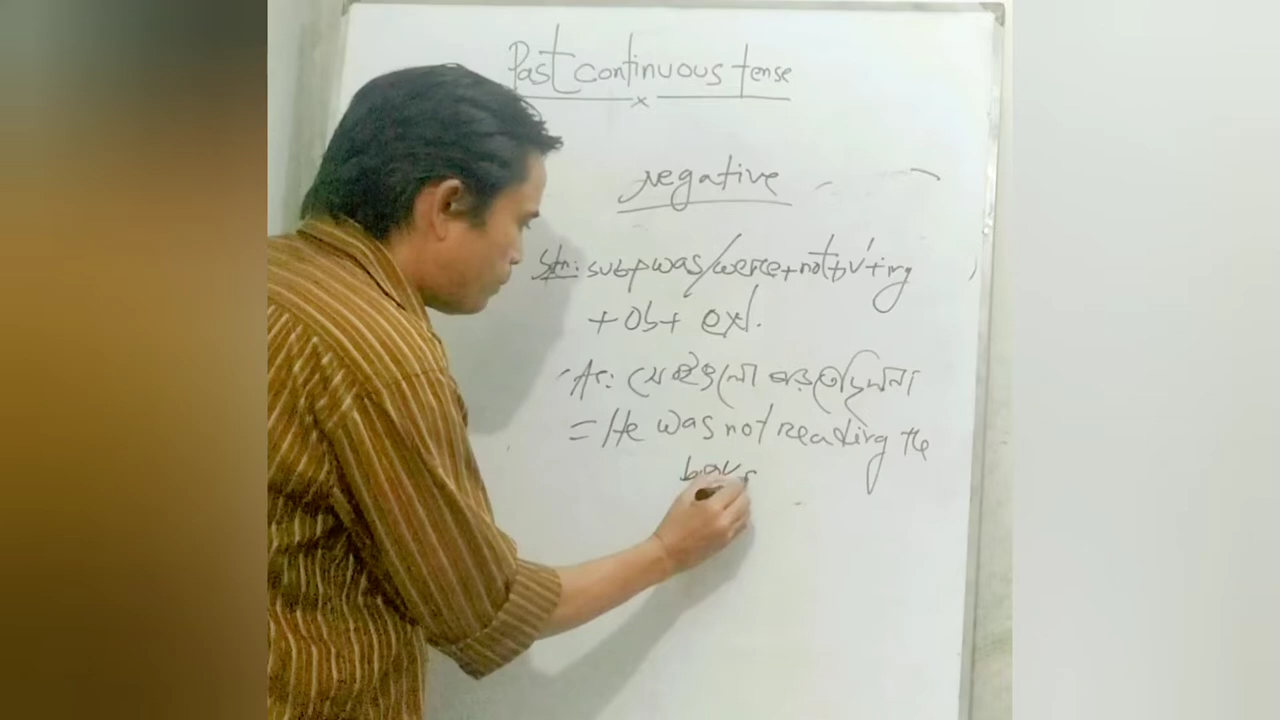 Past continuous tense
x
Negative
Str: sub+was/were+not+v'+ing
+ Ob + ext.
As: সে বইগুলো পড়তেছিলনা।
= He was not reading the